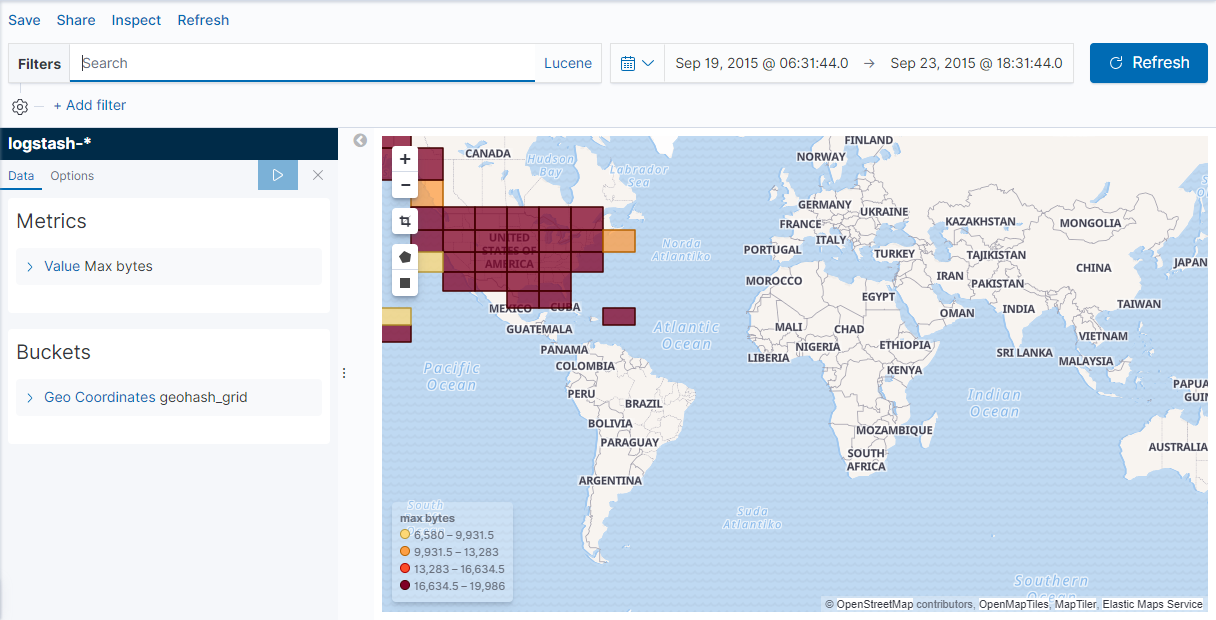 Save Share Inspect Refresh
Filters Search Lucene Sep 19, 2015 @ 06:31:44.0 → Sep 23, 2015 @ 18:31:44.0 Refresh
+ Add filter
logstash-*
Data Options
Metrics
Value Max bytes
Buckets
Geo Coordinates geohash_grid
+
−
CANADA
Hudson
Bay
Labrador
Sea
FINLAND
NORWAY
GERMANY
UKRAINE
FRANCE
ITALY
PORTUGAL
TURKEY
KAZAKHSTAN
MONGOLIA
TAJIKISTAN
CHINA
JAPAN
IRAN
PAKISTAN
UNITED
STATES OF
AMERICA
Norda
Atlantiko
MOROCCO
EGYPT
OMAN
INDIA
TAIWAN
MEXICO
CUBA
GUATEMALA
Atlantic
Ocean
MALI
CHAD
NIGERIA
ETHIOPIA
LIBERIA
KENYA
SRI LANKA
VIETNAM
MALAYSIA
PANAMA
COLOMBIA
Pacific
Ocean
PERU
BRAZIL
BOLIVIA
PARAGUAY
ARGENTINA
Indian
Ocean
PAPUA
GUI
MOZAMBIQUE
SOUTH
AFRICA
AUSTRALIA
South
Suda
Atlantiko
Southern
Ocean
max bytes
6,580 – 9,931.5
9,931.5 – 13,283
13,283 – 16,634.5
16,634.5 – 19,986
© OpenStreetMap contributors, OpenMapTiles, MapTiler, Elastic Maps Service